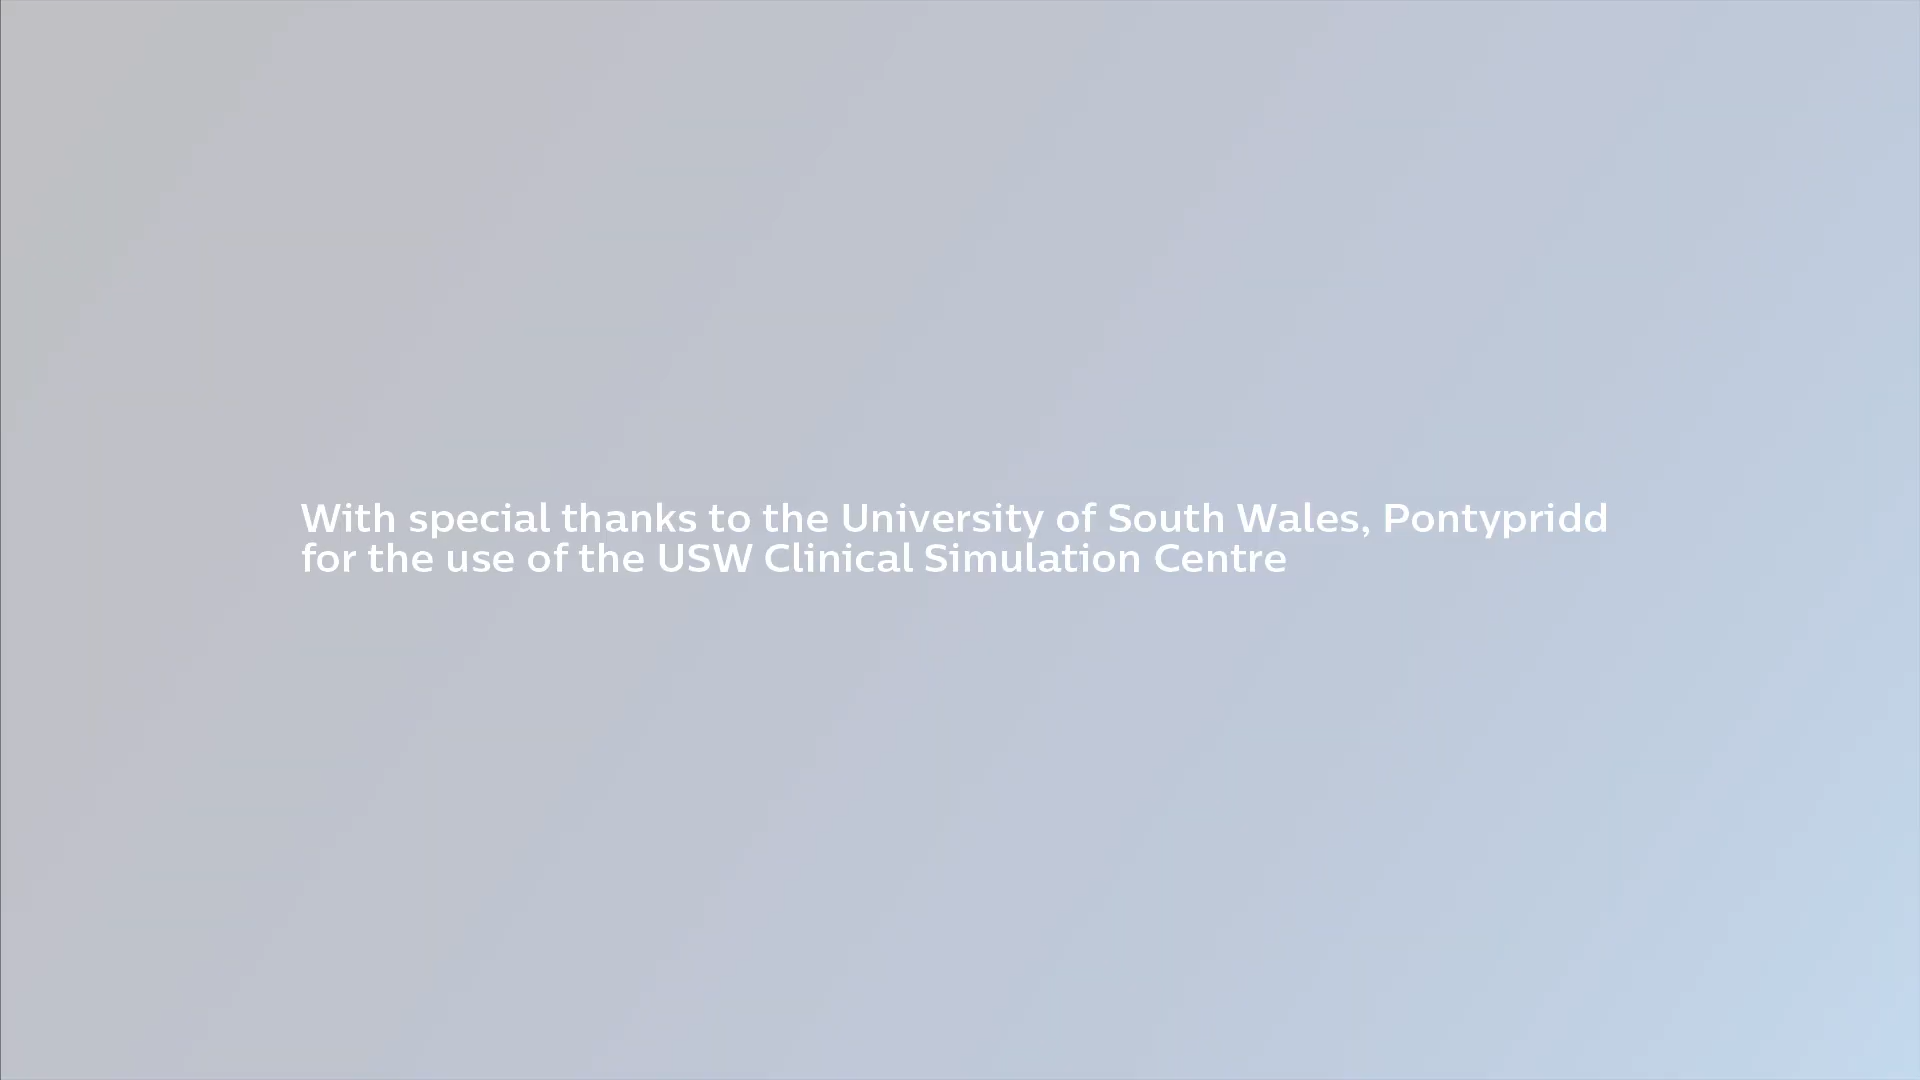 With special thanks to the University of South Wales, Pontypridd
for the use of the USW Clinical Simulation Centre